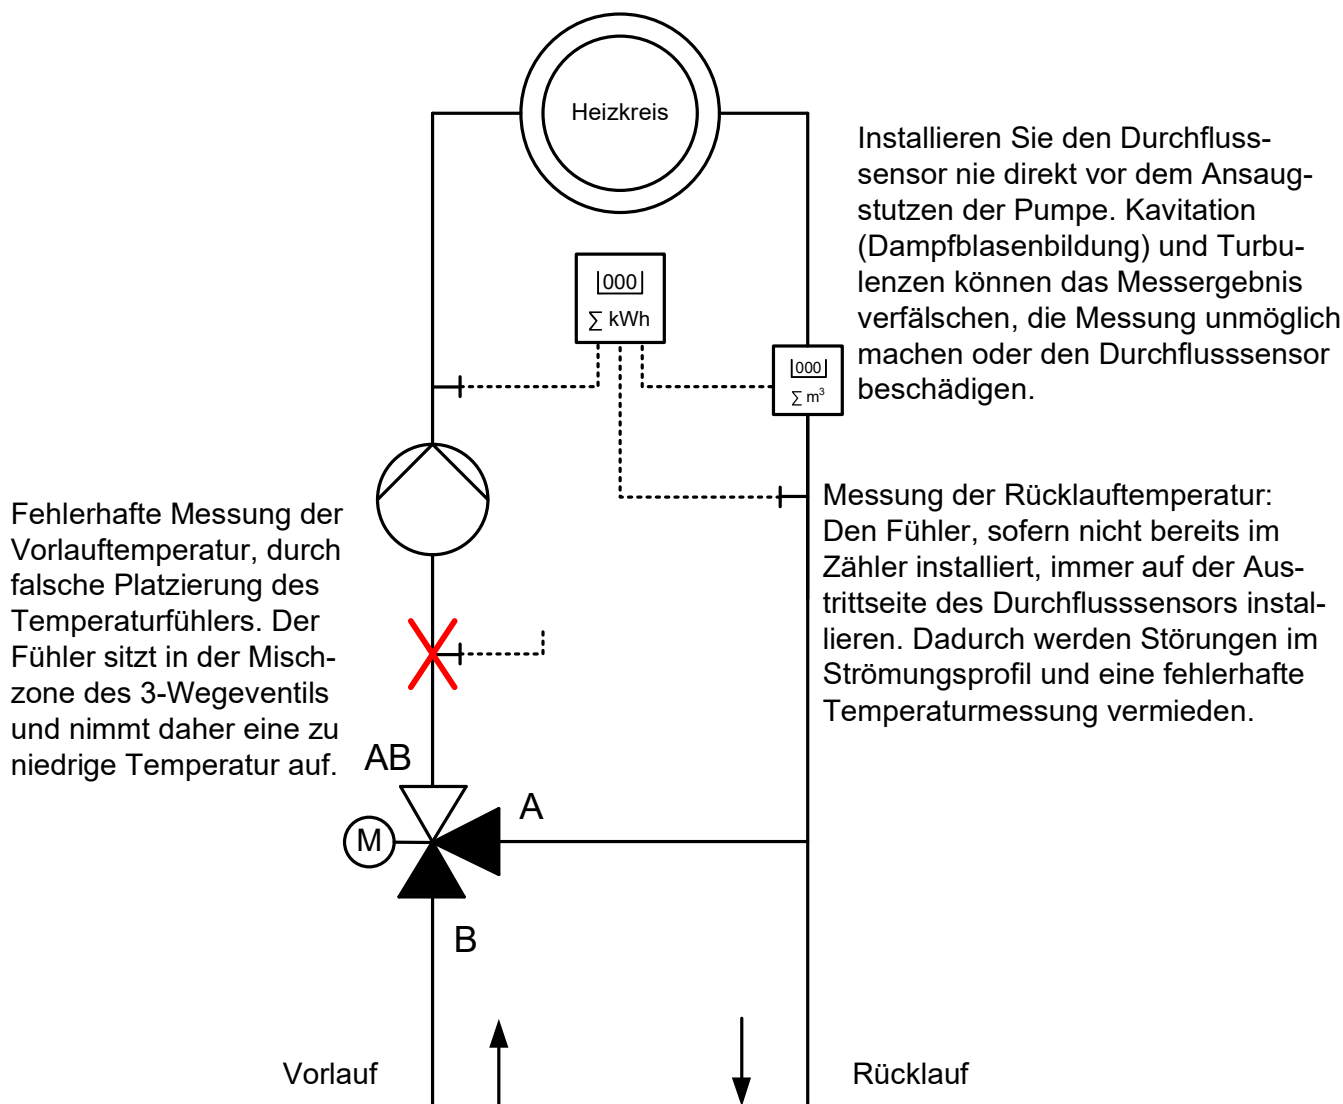 Heizkreis
Installieren Sie den Durchfluss-
sensor nie direkt vor dem Ansaug-
stutzen der Pumpe. Kavitation
(Dampfblasenbildung) und Turbu-
lenzen können das Messergebnis
verfälschen, die Messung unmöglich
machen oder den Durchflusssensor
beschädigen.
000
∑ kWh
000
∑ m³
Messung der Rücklauftemperatur:
Den Fühler, sofern nicht bereits im
Zähler installiert, immer auf der Aus-
trittseite des Durchflusssensors instal-
lieren. Dadurch werden Störungen im
Strömungsprofil und eine fehlerhafte
Temperaturmessung vermieden.
Fehlerhafte Messung der
Vorlauftemperatur, durch
falsche Platzierung des
Temperaturfühlers. Der
Fühler sitzt in der Misch-
zone des 3-Wegeventils
und nimmt daher eine zu
niedrige Temperatur auf.
AB
A
M
B
Vorlauf
Rücklauf